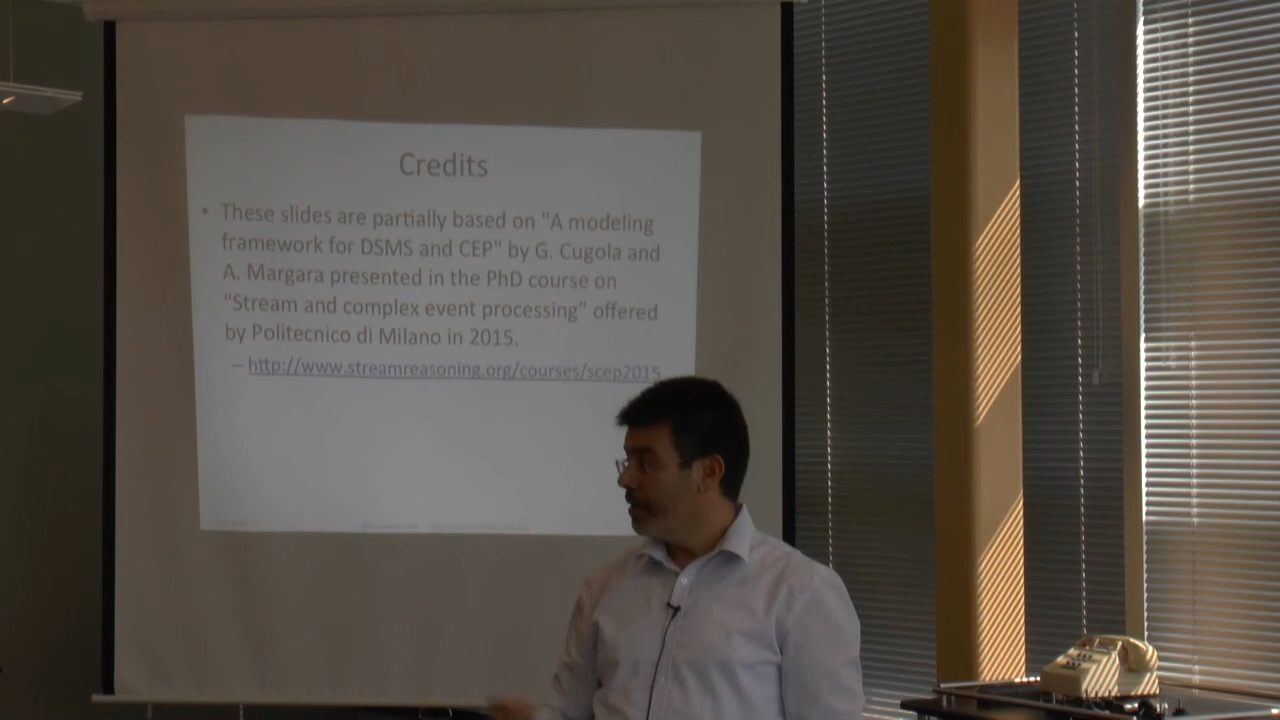 Credits
• These slides are partially based on "A modeling
framework for DSMS and CEP" by G. Cugola and
A. Margara presented in the PhD course on
"Stream and complex event processing" offered
by Politecnico di Milano in 2015.
– http://www.streamreasoning.org/courses/scep2015